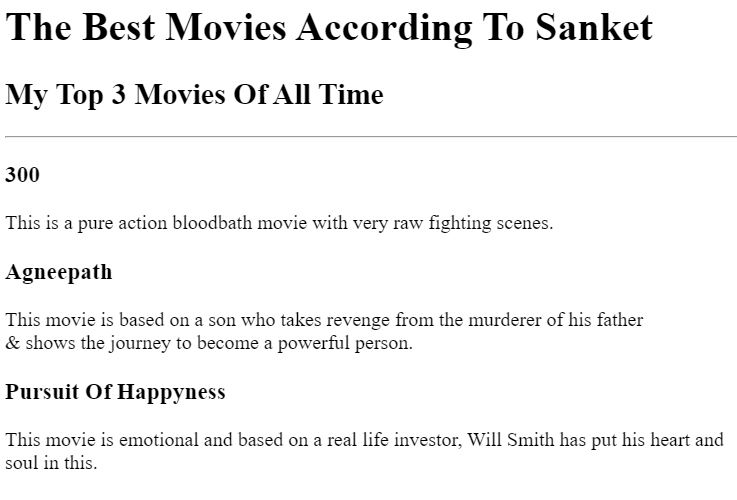 The Best Movies According To Sanket
My Top 3 Movies Of All Time
300
This is a pure action bloodbath movie with very raw fighting scenes.
Agneepath
This movie is based on a son who takes revenge from the murderer of his father
& shows the journey to become a powerful person.
Pursuit Of Happyness
This movie is emotional and based on a real life investor, Will Smith has put his heart and
soul in this.